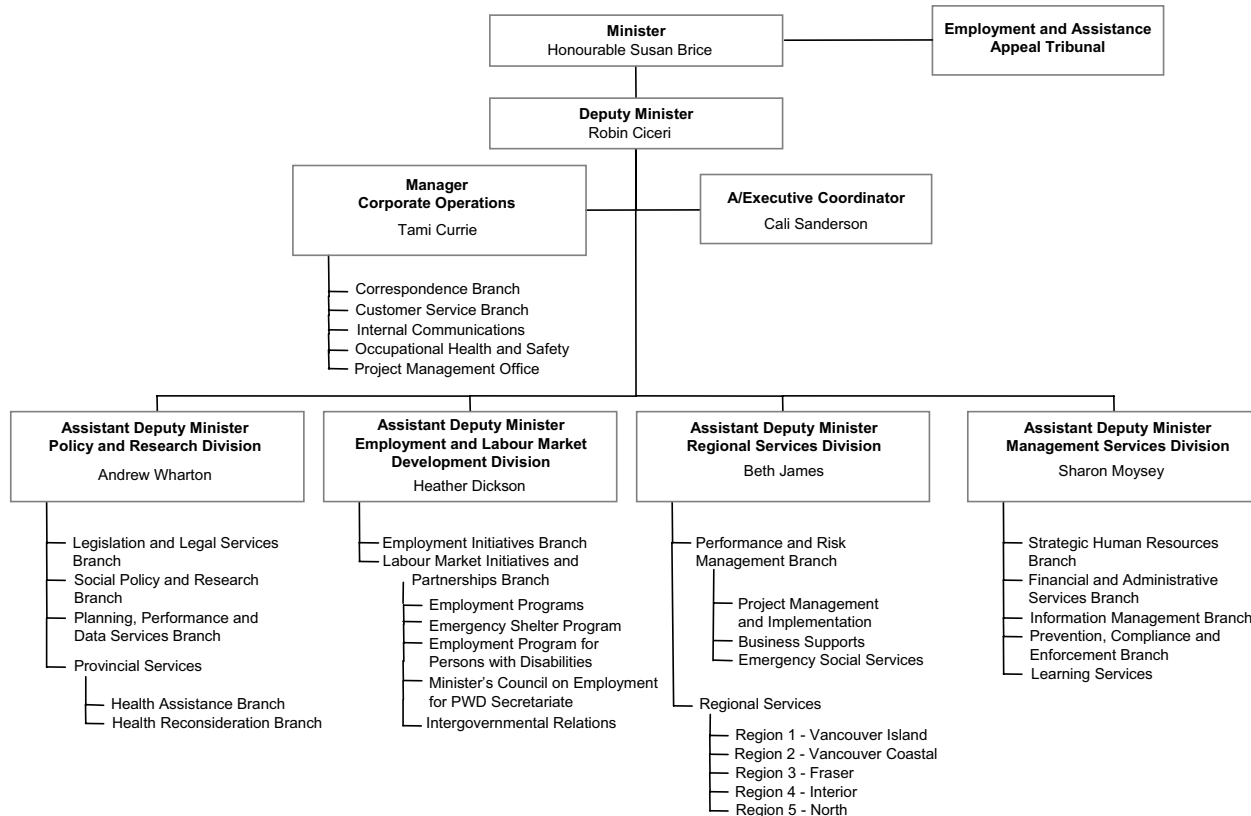 Minister
Honourable Susan Brice
Employment and Assistance
Appeal Tribunal
Deputy Minister
Robin Ciceri
Manager
Corporate Operations
Tami Currie
A/Executive Coordinator
Cali Sanderson
Correspondence Branch
Customer Service Branch
Internal Communications
Occupational Health and Safety
Project Management Office
Assistant Deputy Minister
Policy and Research Division
Andrew Wharton
Legislation and Legal Services
Branch
Social Policy and Research
Branch
Planning, Performance and
Data Services Branch
Provincial Services
Health Assistance Branch
Health Reconsideration Branch
Assistant Deputy Minister
Employment and Labour Market
Development Division
Heather Dickson
Employment Initiatives Branch
Labour Market Initiatives and
Partnerships Branch
Employment Programs
Emergency Shelter Program
Employment Program for
Persons with Disabilities
Minister's Council on Employment
for PWD Secretariate
Intergovernmental Relations
Assistant Deputy Minister
Regional Services Division
Beth James
Performance and Risk
Management Branch
Project Management
and Implementation
Business Supports
Emergency Social Services
Regional Services
Region 1 - Vancouver Island
Region 2 - Vancouver Coastal
Region 3 - Fraser
Region 4 - Interior
Region 5 - North
Assistant Deputy Minister
Management Services Division
Sharon Moysey
Strategic Human Resources
Branch
Financial and Administrative
Services Branch
Information Management Branch
Prevention, Compliance and
Enforcement Branch
Learning Services